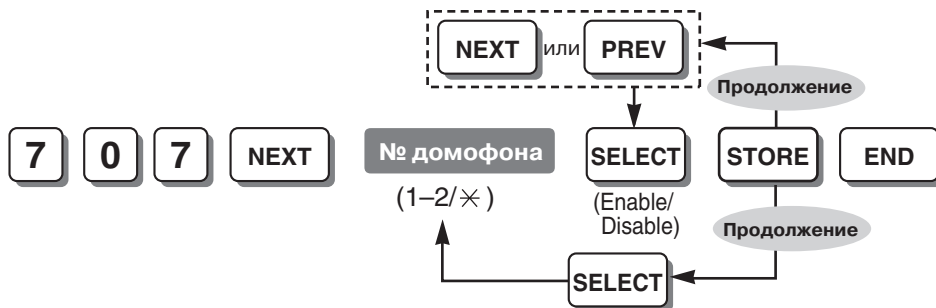 NEXT или PREV
Продолжение
7 0 7 NEXT № домофона SELECT STORE END
(1–2/✳)
(Enable/
Disable)
Продолжение
SELECT